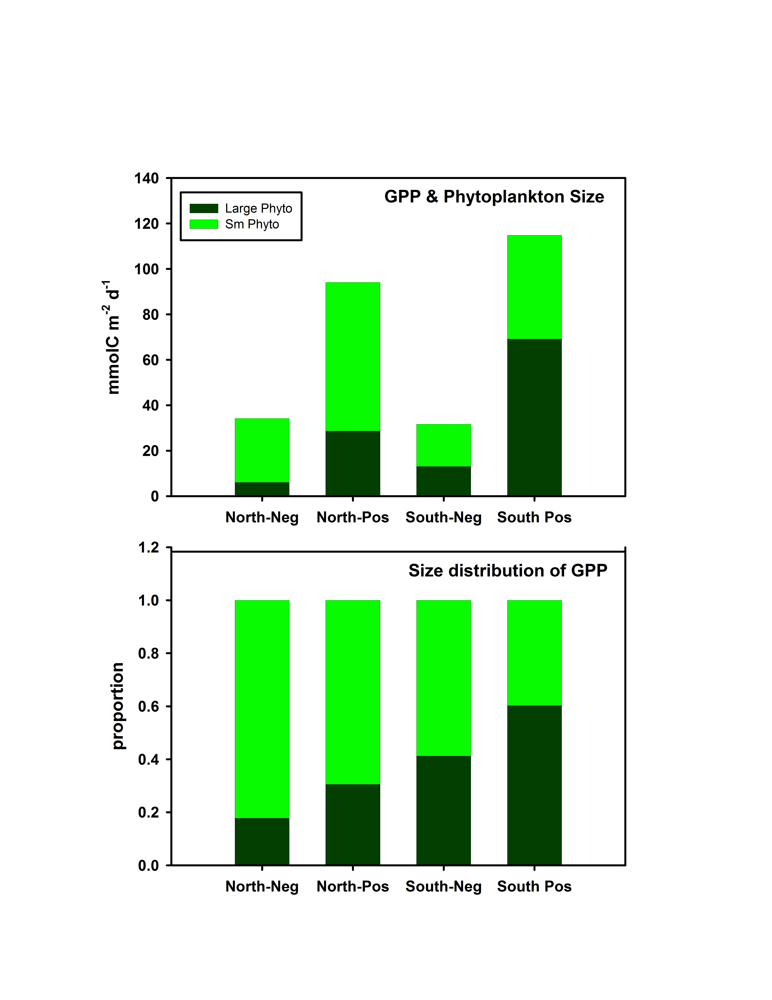 140
GPP & Phytoplankton Size
Large Phyto
Sm Phyto
120
100
80
60
40
20
0
mmolC m-2 d-1
North-Neg North-Pos South-Neg South Pos
1.2
Size distribution of GPP
1.0
0.8
0.6
0.4
0.2
0.0
proportion
North-Neg North-Pos South-Neg South Pos